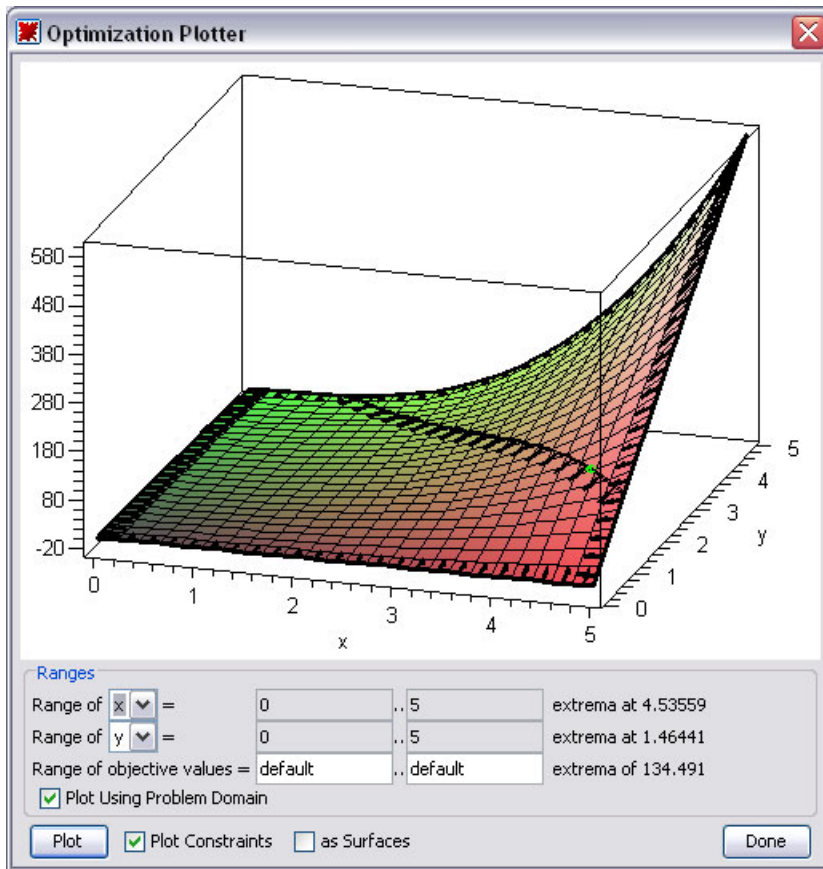 Optimization Plotter
580
480
380
280
180
80
-20
0
1
2
3
4
5
x
0
1
2
3
4
5
y
Ranges
Range of x = 0 .. 5 extrema at 4.53559
Range of y = 0 .. 5 extrema at 1.46441
Range of objective values = default .. default extrema of 134.491
Plot Using Problem Domain
Plot Plot Constraints as Surfaces Done